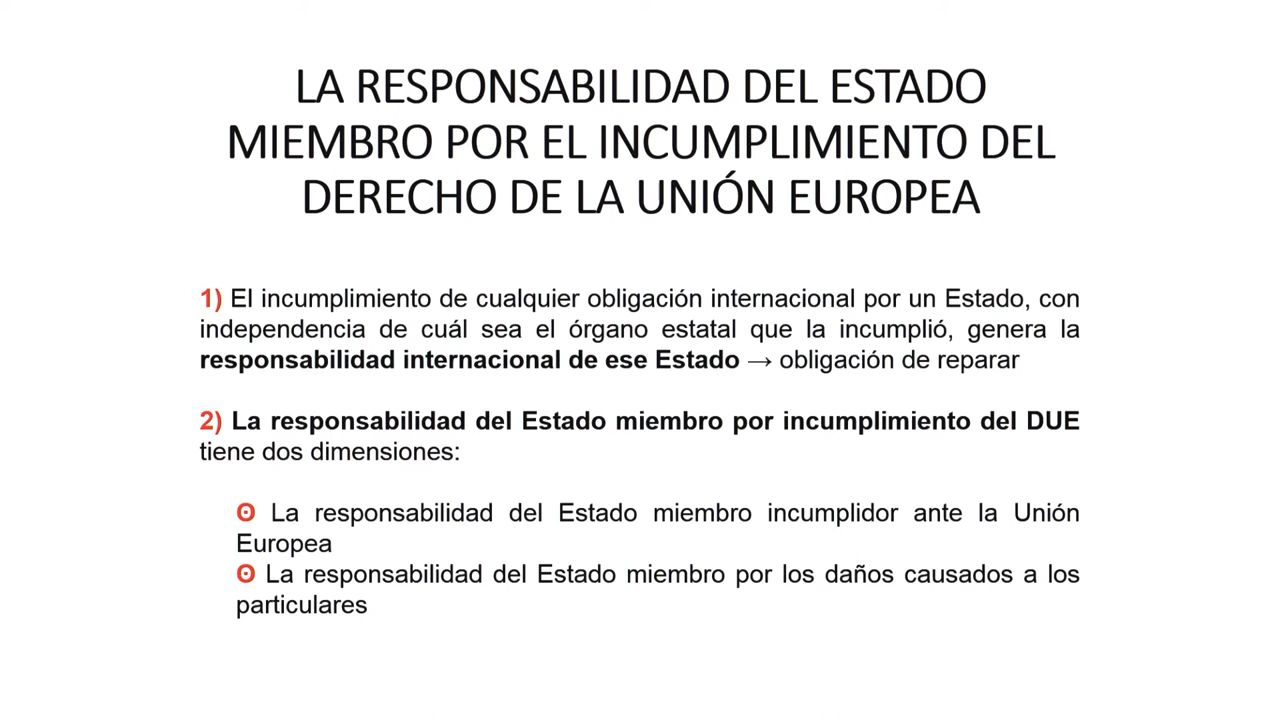 LA RESPONSABILIDAD DEL ESTADO
MIEMBRO POR EL INCUMPLIMIENTO DEL
DERECHO DE LA UNIÓN EUROPEA
1) El incumplimiento de cualquier obligación internacional por un Estado, con
independencia de cuál sea el órgano estatal que la incumplió, genera la
responsabilidad internacional de ese Estado → obligación de reparar
2) La responsabilidad del Estado miembro por incumplimiento del DUE
tiene dos dimensiones:
ʘ La responsabilidad del Estado miembro incumplidor ante la Unión
Europea
ʘ La responsabilidad del Estado miembro por los daños causados a los
particulares